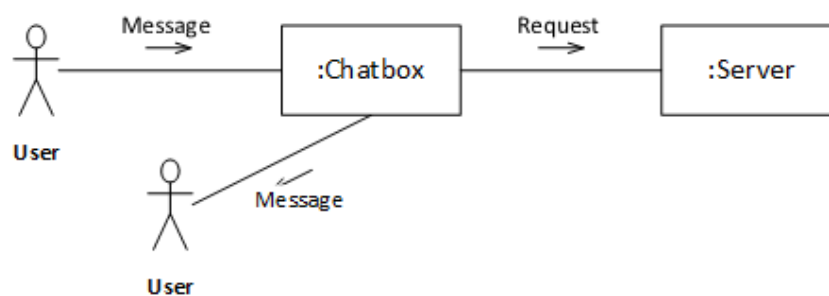 Message
Request
:Chatbox
:Server
User
Message
User